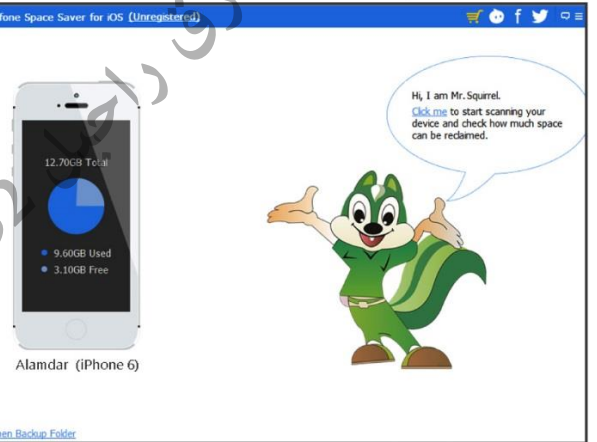 fone Space Saver for iOS (Unregistered)
Hi, I am Mr. Squirrel.
Click me to start scanning your
device and check how much space
can be reclaimed.
12.70GB Total
9.60GB Used
3.10GB Free
Alamdar (iPhone 6)
en Backup Folder